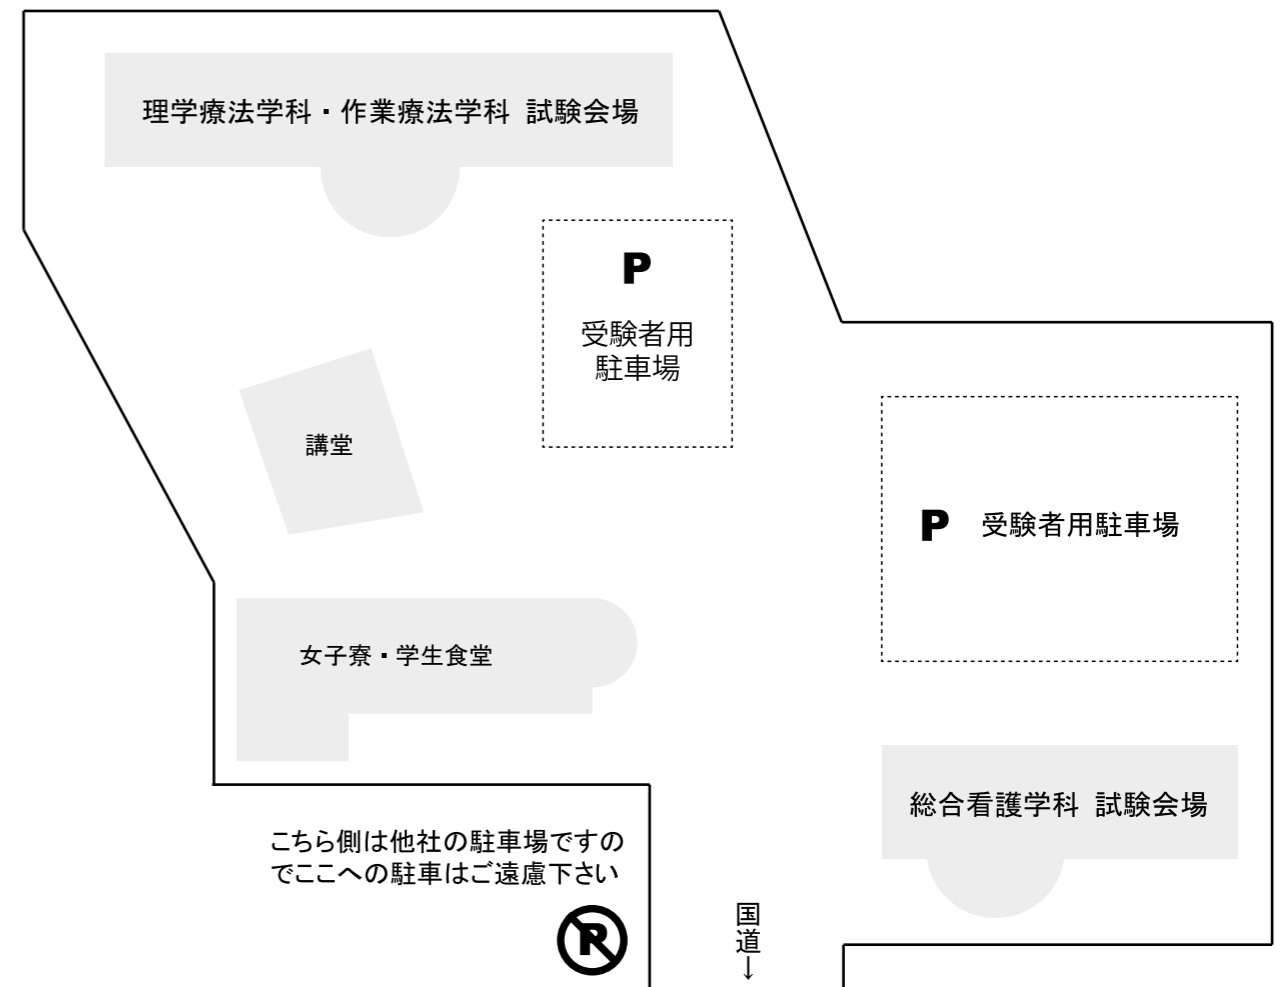 理学療法学科・作業療法学科 試験会場
P
受験者用
駐車場
講堂
P 受験者用駐車場
女子寮・学生食堂
総合看護学科 試験会場
こちら側は他社の駐車場ですの
でここへの駐車はご遠慮下さい
P
国道↓